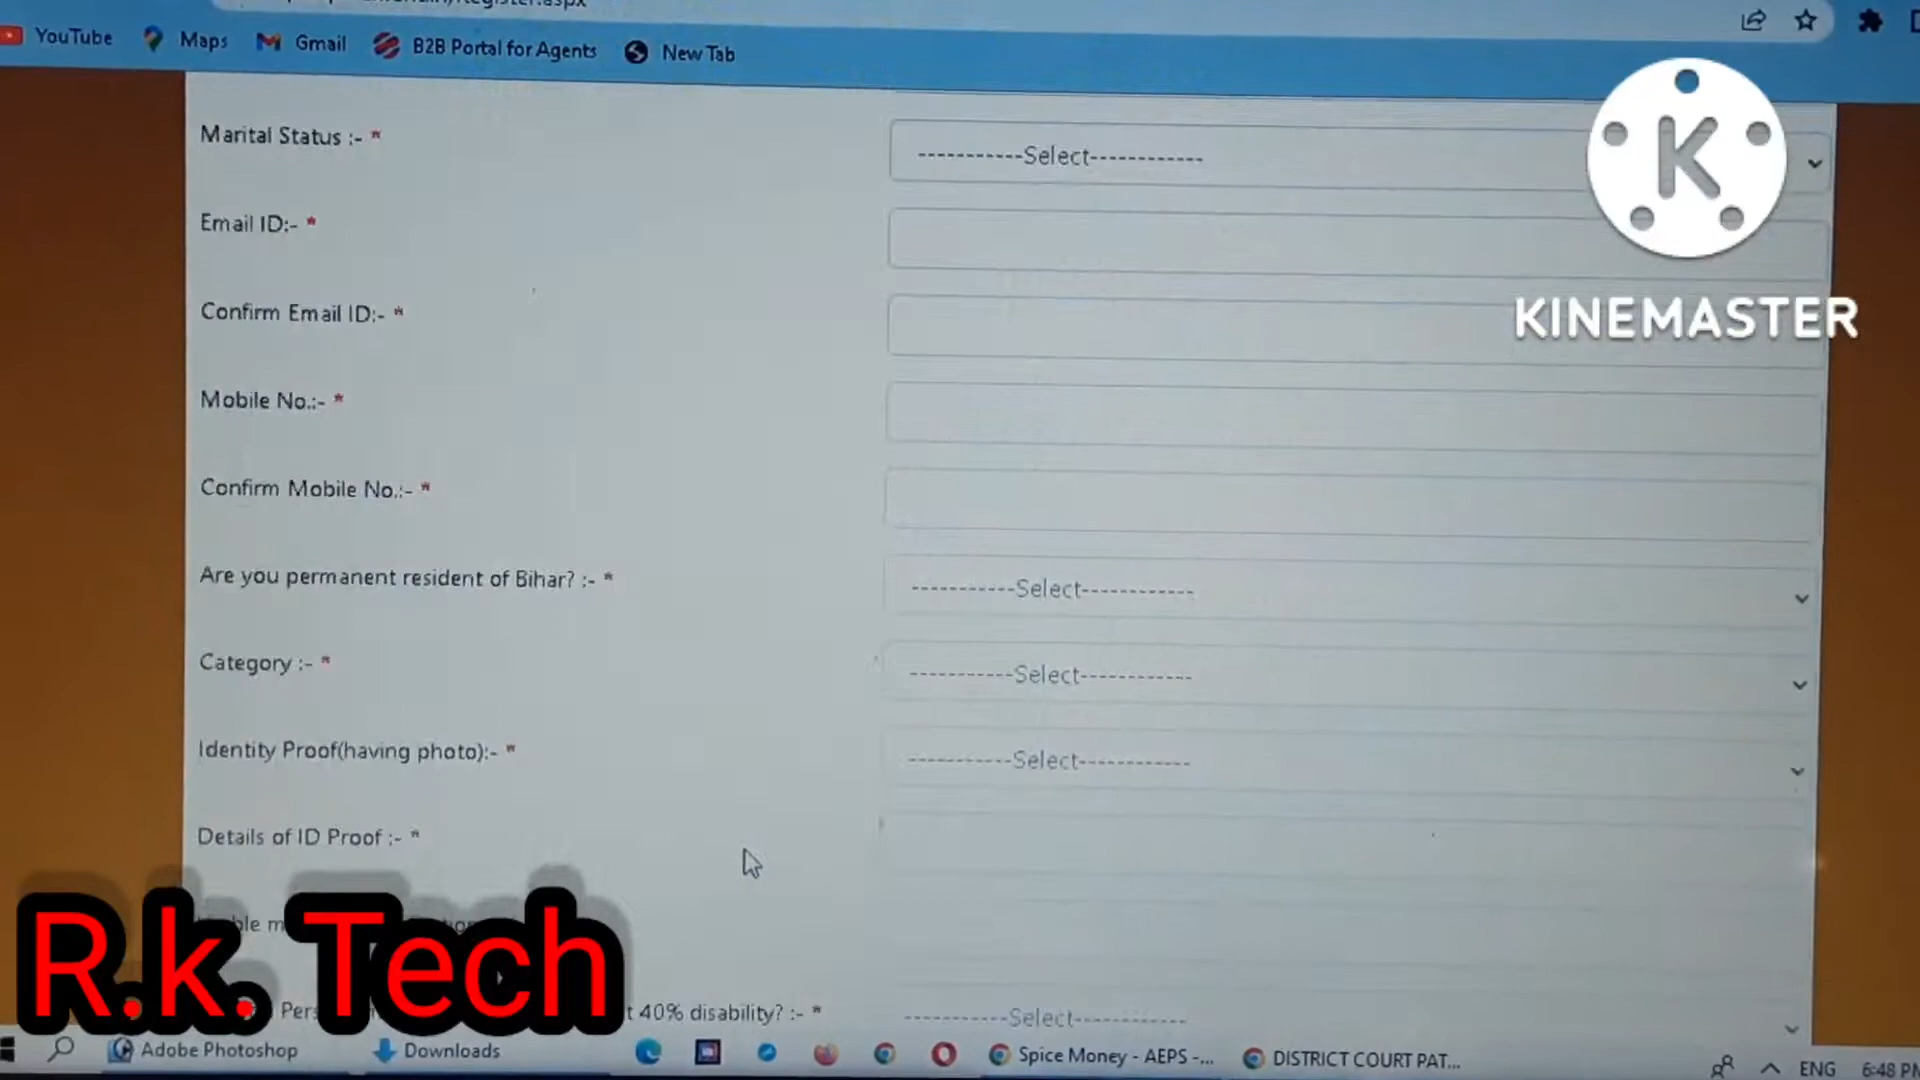 YouTube Maps Gmail B2B Portal for Agents New Tab
Marital Status :- * -----------Select------------
Email ID:- *
Confirm Email ID:- *
KINEMASTER
Mobile No.:- *
Confirm Mobile No.:- *
Are you permanent resident of Bihar? :- * -----------Select------------
Category :- * -----------Select------------
Identity Proof(having photo):- * -----------Select------------
Details of ID Proof :- *
R.k. Tech
40% disability? :- * -----------Select------------
Adobe Photoshop Downloads Spice Money - AEPS -... DISTRICT COURT PAT... ENG 6:48 PM